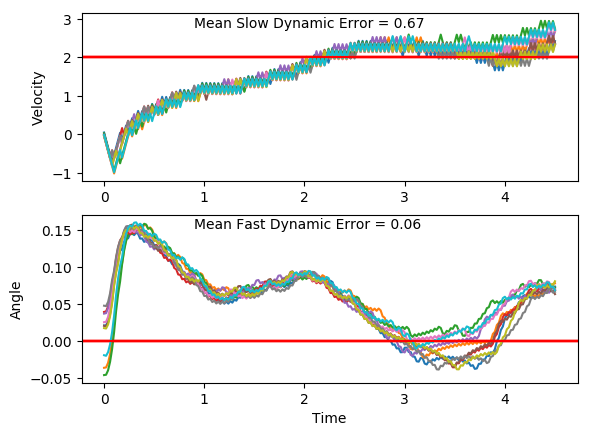 Mean Slow Dynamic Error = 0.67
3
2
1
0
−1
Velocity
0 1 2 3 4
Mean Fast Dynamic Error = 0.06
0.15
0.10
0.05
0.00
−0.05
Angle
0 1 2 3 4
Time